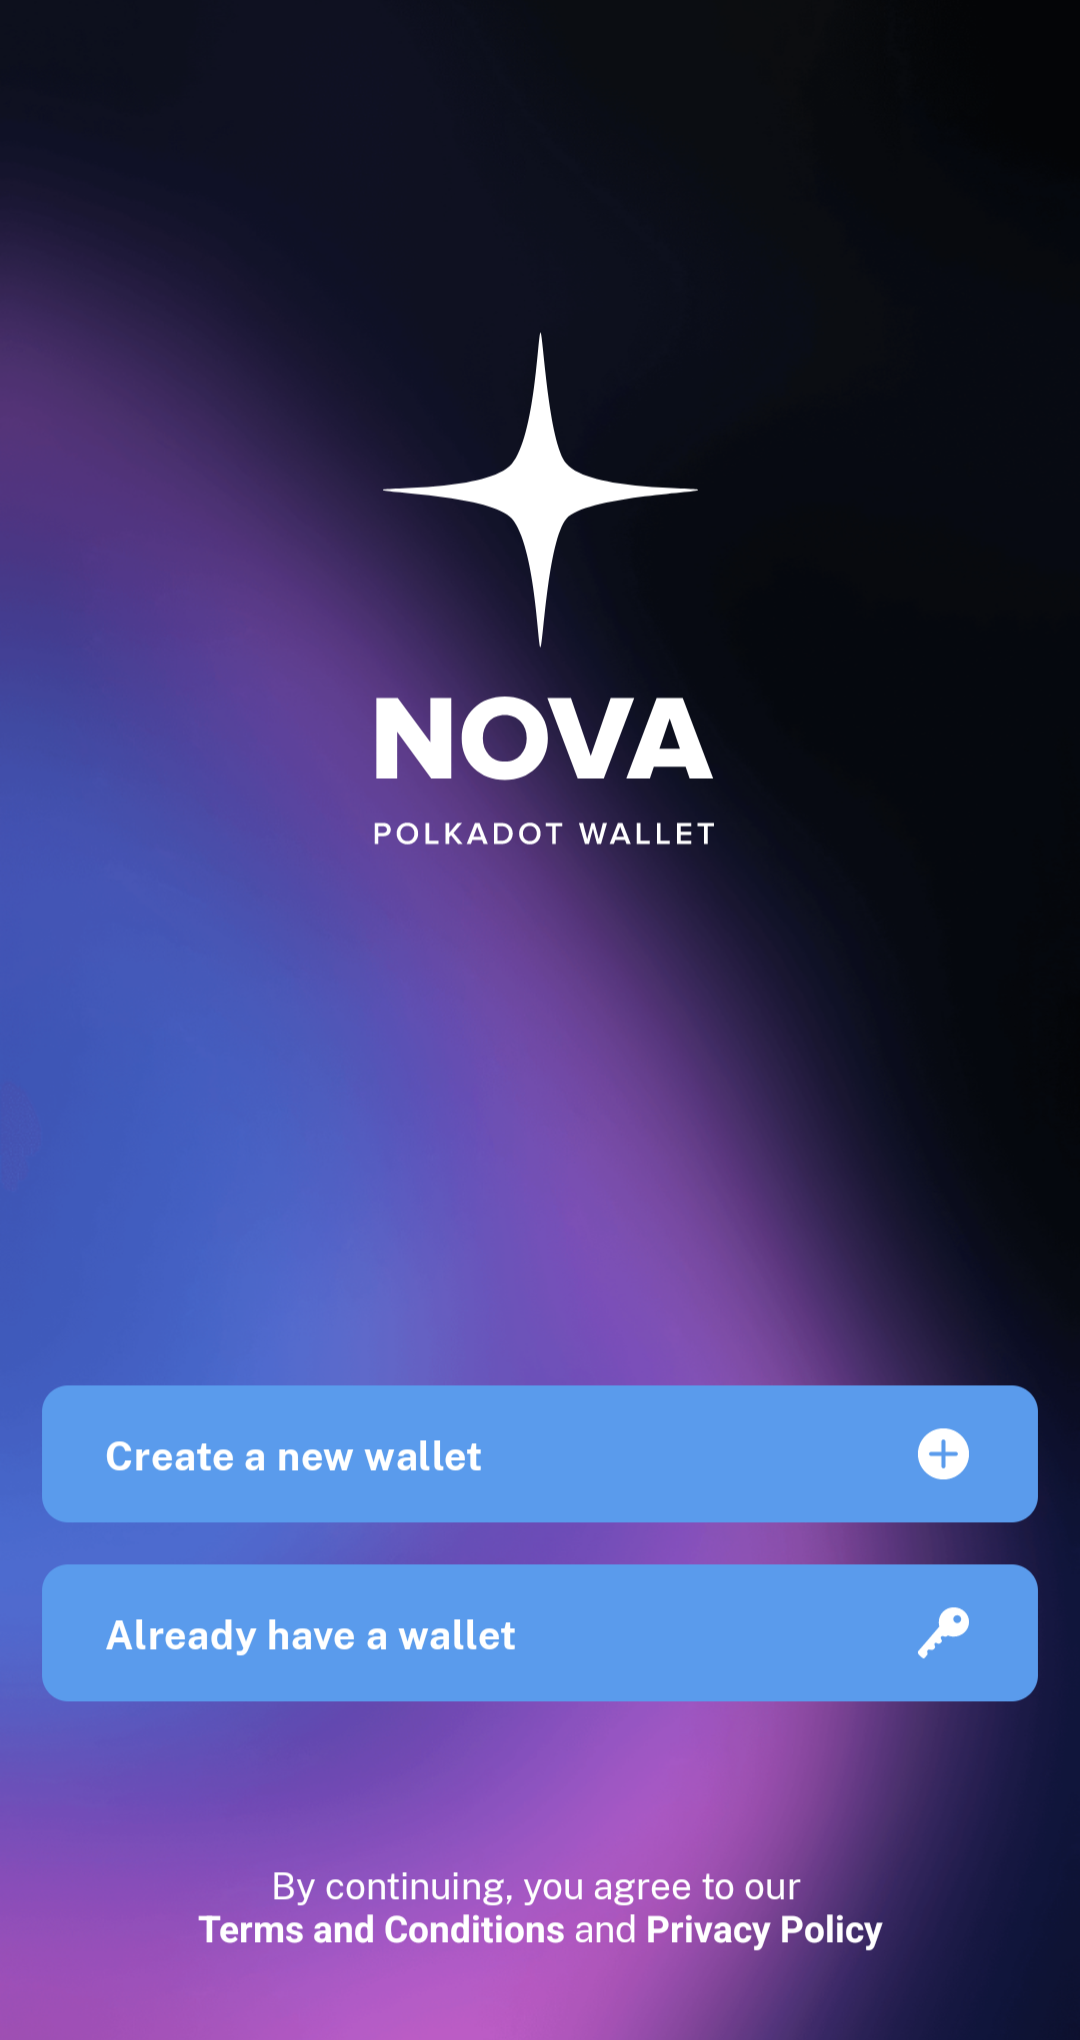 NOVA
POLKADOT WALLET
Create a new wallet
Already have a wallet
By continuing, you agree to our
Terms and Conditions and Privacy Policy